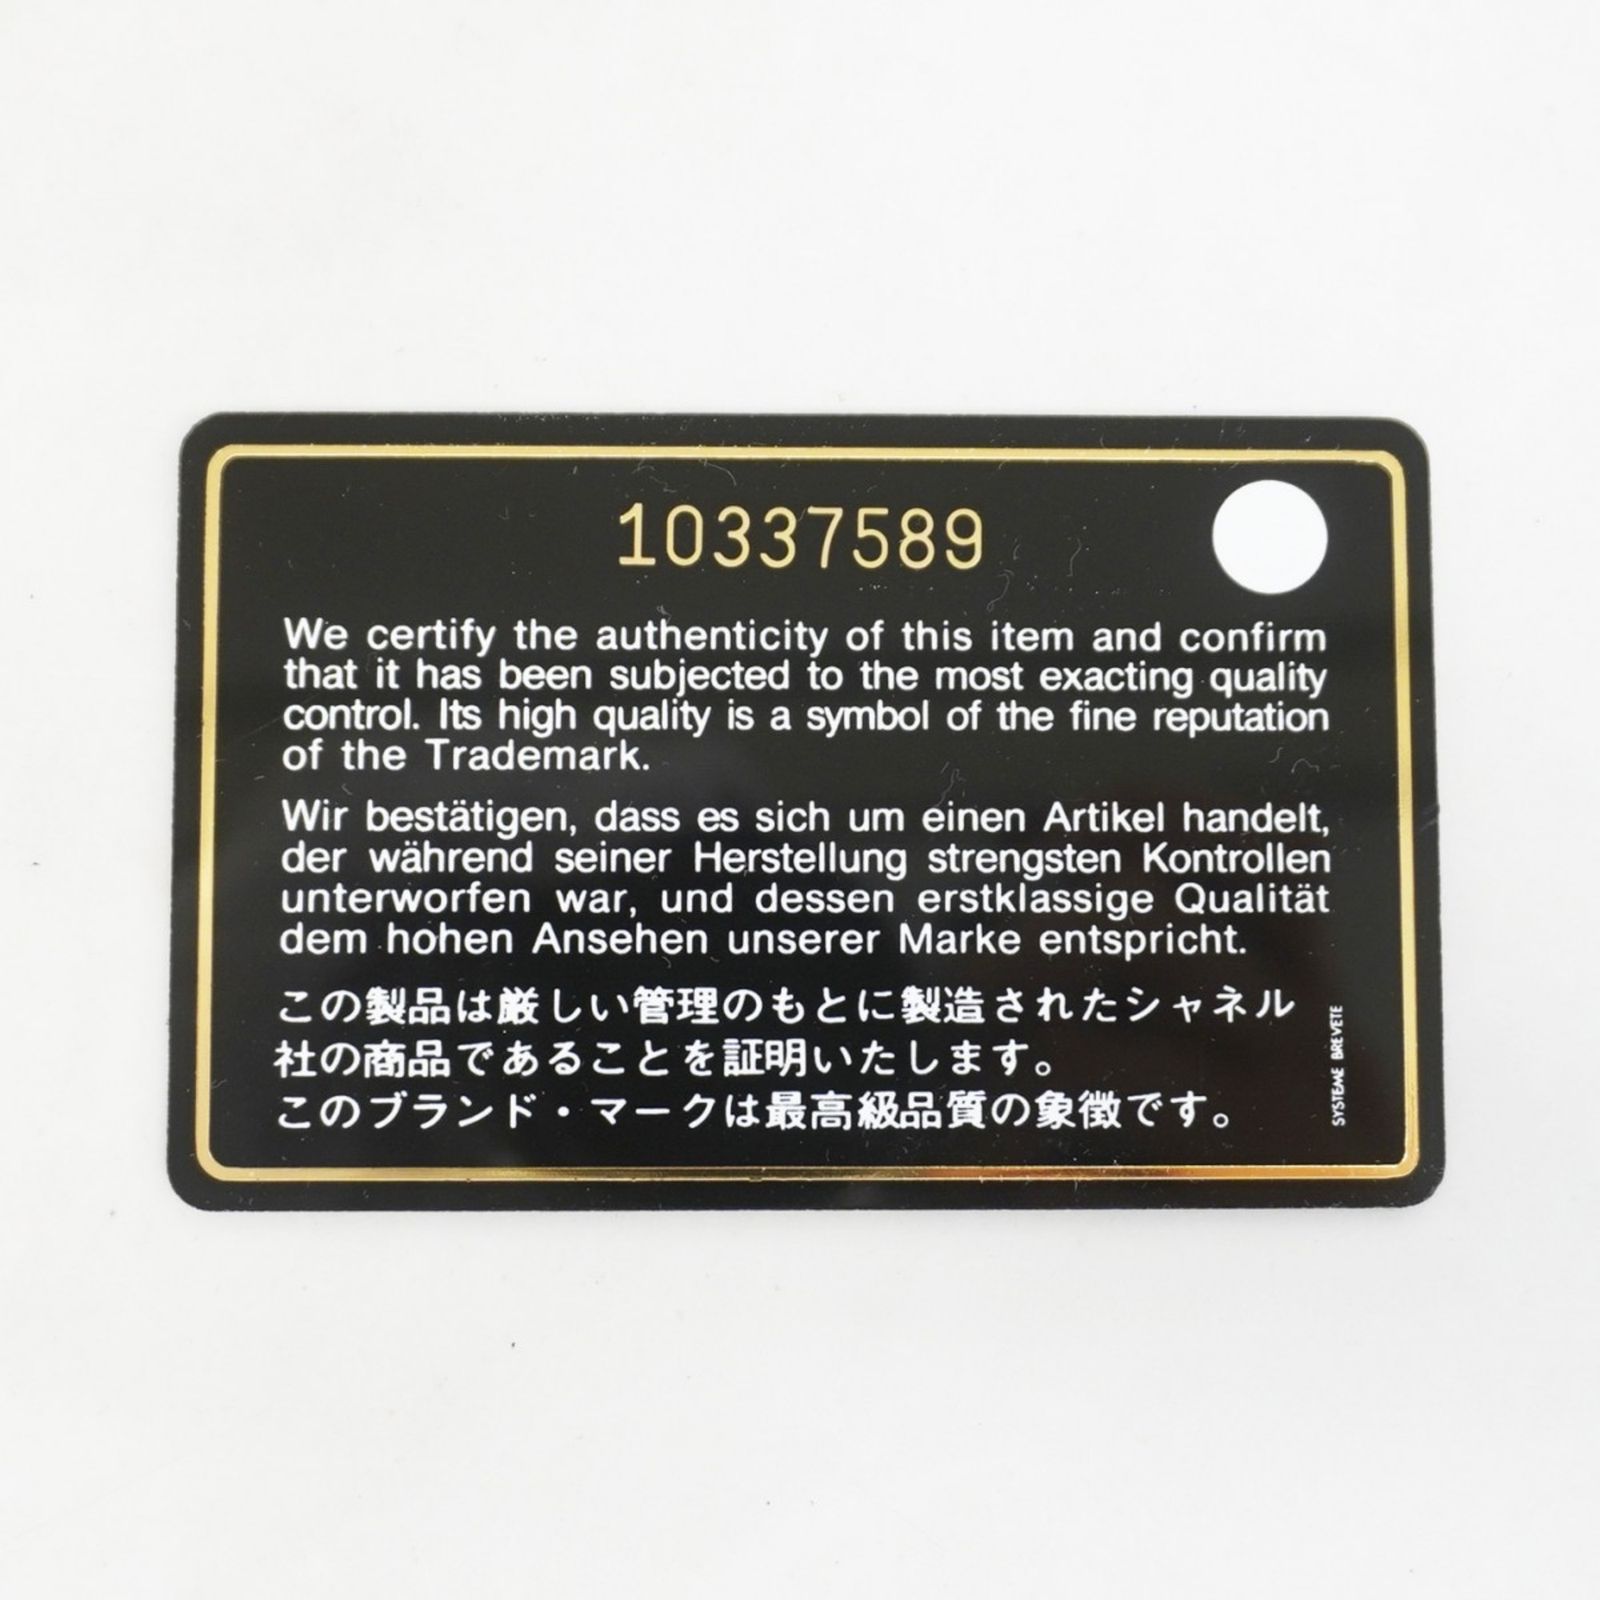 10337589
We certify the authenticity of this item and confirm
that it has been subjected to the most exacting quality
control. Its high quality is a symbol of the fine reputation
of the Trademark.
Wir bestätigen, dass es sich um einen Artikel handelt,
der während seiner Herstellung strengsten Kontrollen
unterworfen war, und dessen erstklassige Qualität
dem hohen Ansehen unserer Marke entspricht.
この製品は厳しい管理のもとに製造されたシャネル
社の商品であることを証明いたします。
このブランド・マークは最高級品質の象徴です。
SYSTEME BREVETE